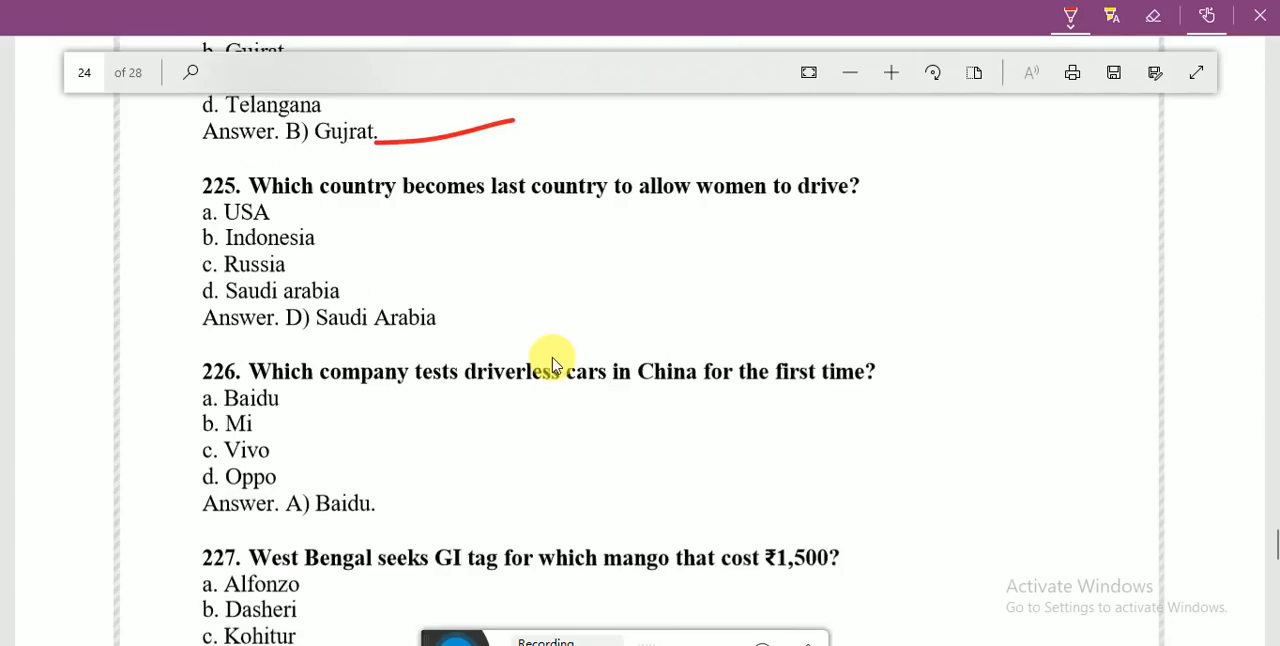 b. Gujrat
24 of 28
d. Telangana
Answer. B) Gujrat.
225. Which country becomes last country to allow women to drive?
a. USA
b. Indonesia
c. Russia
d. Saudi arabia
Answer. D) Saudi Arabia
226. Which company tests driverless cars in China for the first time?
a. Baidu
b. Mi
c. Vivo
d. Oppo
Answer. A) Baidu.
227. West Bengal seeks GI tag for which mango that cost ₹1,500?
a. Alfonzo
b. Dasheri
c. Kohitur
Activate Windows
Go to Settings to activate Windows.
Recording